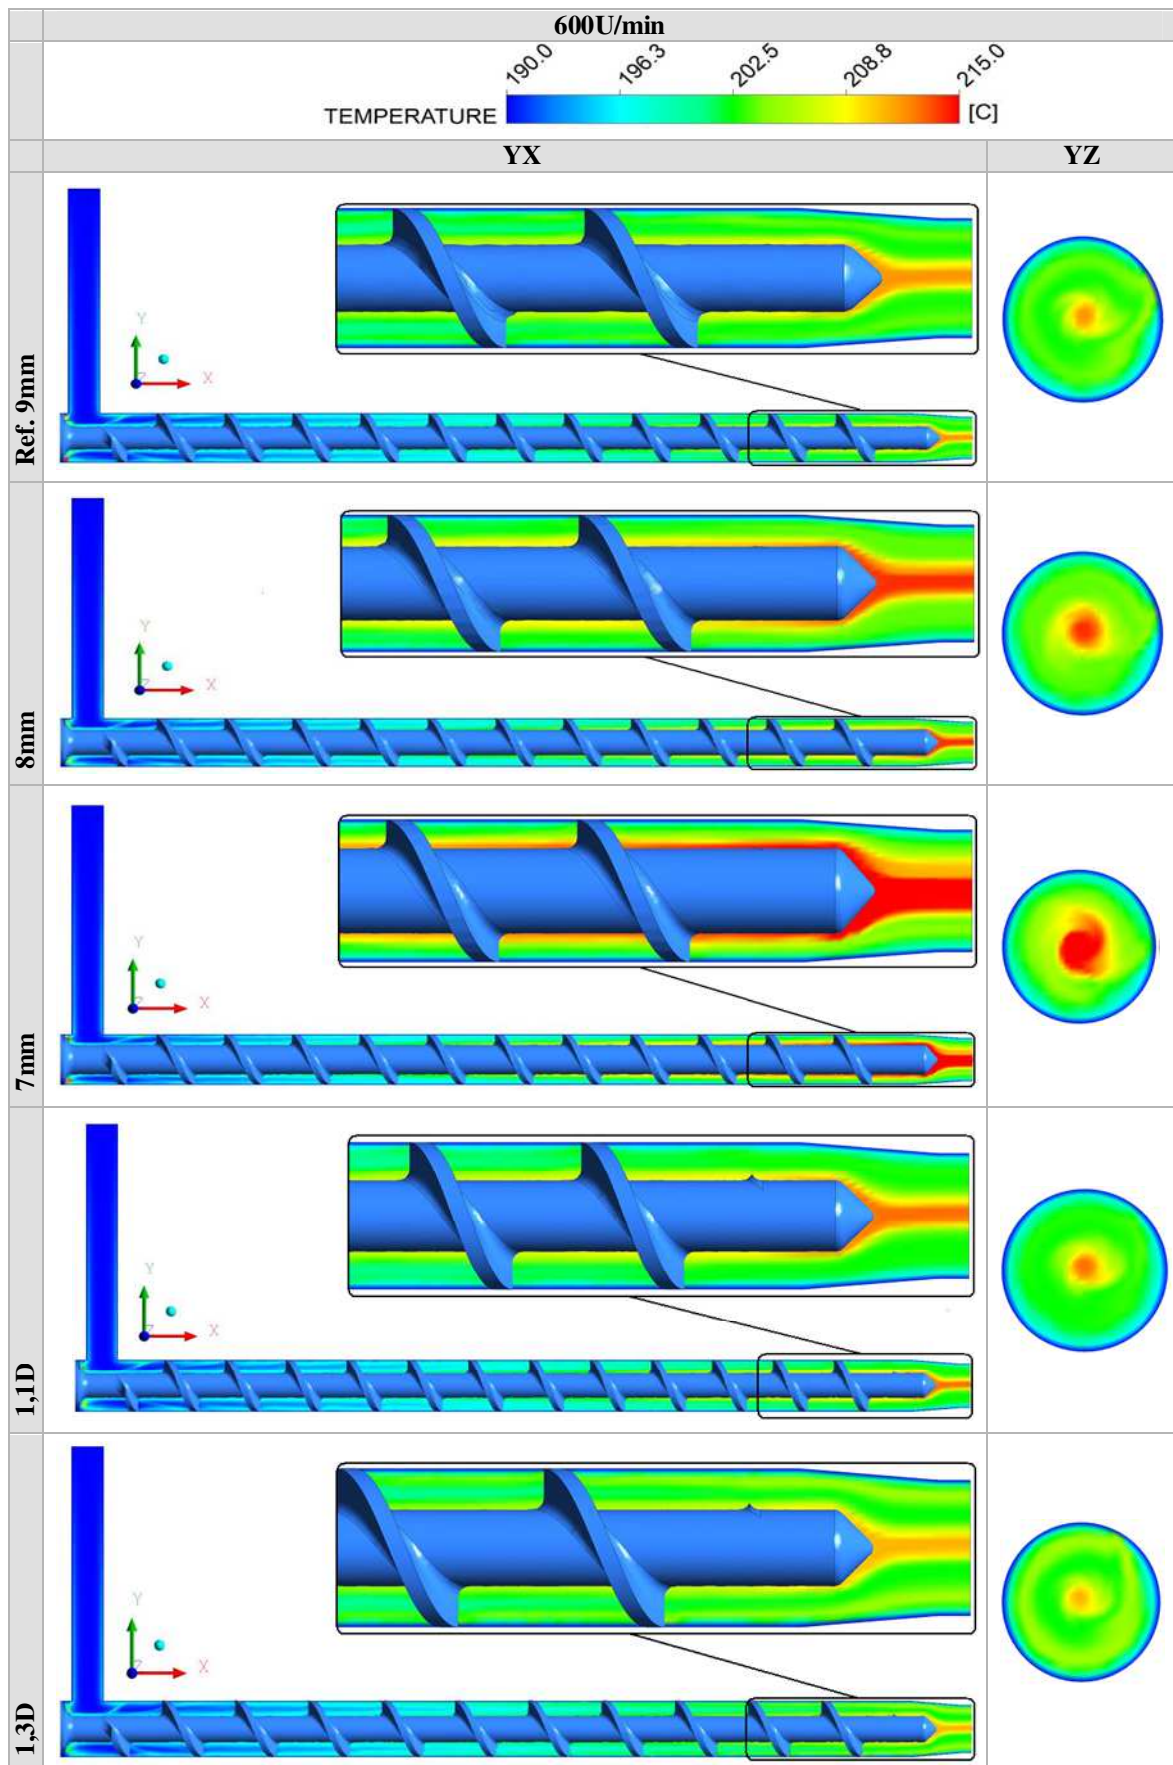 600U/min
190.0 196.3 202.5 208.8 215.0
TEMPERATURE [C]
YX YZ
Ref. 9mm
Y
X
Z
8mm
Y
X
Z
7mm
Y
X
Z
1,1D
Y
X
Z
1,3D
Y
X
Z